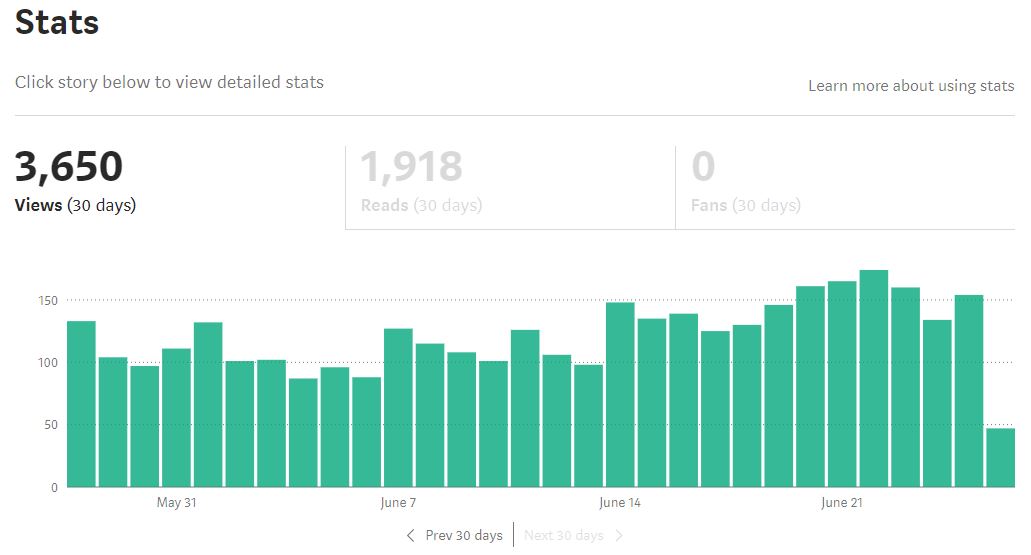 Stats
Click story below to view detailed stats
Learn more about using stats
3,650
Views (30 days)
1,918
Reads (30 days)
0
Fans (30 days)
150
100
50
0
May 31
June 7
June 14
June 21
Prev 30 days
Next 30 days